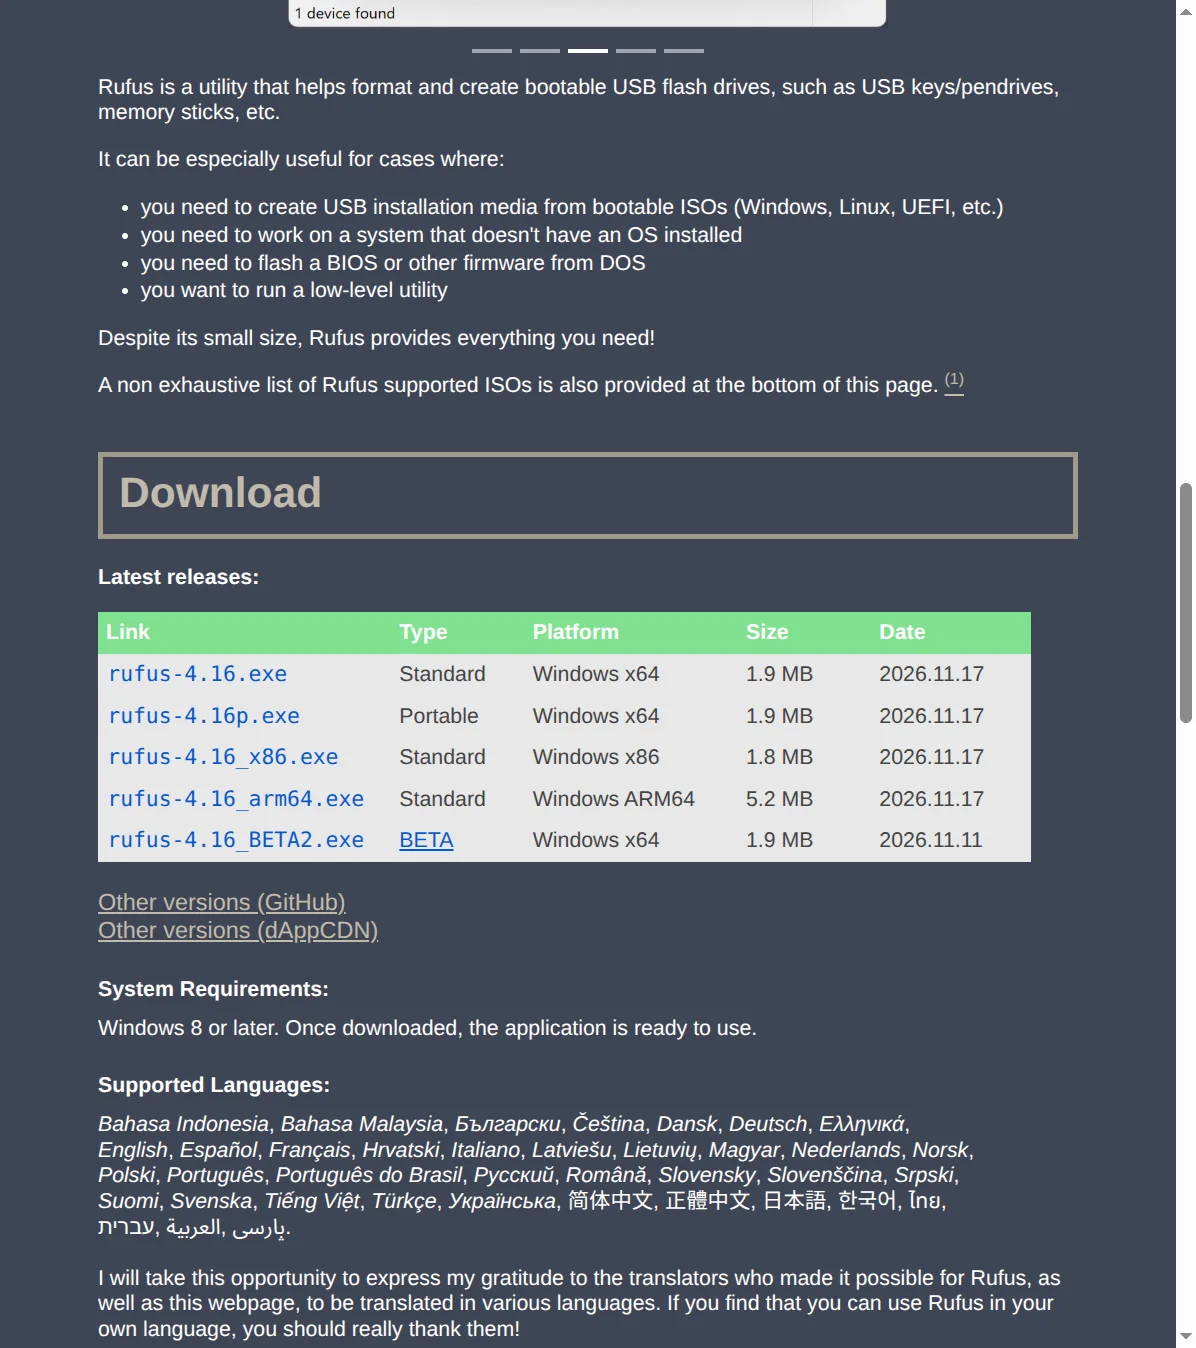 1 device found
Rufus is a utility that helps format and create bootable USB flash drives, such as USB keys/pendrives,
memory sticks, etc.
It can be especially useful for cases where:
• you need to create USB installation media from bootable ISOs (Windows, Linux, UEFI, etc.)
• you need to work on a system that doesn't have an OS installed
• you need to flash a BIOS or other firmware from DOS
• you want to run a low-level utility
Despite its small size, Rufus provides everything you need!
A non exhaustive list of Rufus supported ISOs is also provided at the bottom of this page. (1)
Download
Latest releases:
Link Type Platform Size Date
rufus-4.16.exe Standard Windows x64 1.9 MB 2026.11.17
rufus-4.16p.exe Portable Windows x64 1.9 MB 2026.11.17
rufus-4.16_x86.exe Standard Windows x86 1.8 MB 2026.11.17
rufus-4.16_arm64.exe Standard Windows ARM64 5.2 MB 2026.11.17
rufus-4.16_BETA2.exe BETA Windows x64 1.9 MB 2026.11.11
Other versions (GitHub)
Other versions (dAppCDN)
System Requirements:
Windows 8 or later. Once downloaded, the application is ready to use.
Supported Languages:
Bahasa Indonesia, Bahasa Malaysia, Български, Čeština, Dansk, Deutsch, Ελληνικά,
English, Español, Français, Hrvatski, Italiano, Latviešu, Lietuvių, Magyar, Nederlands, Norsk,
Polski, Português, Português do Brasil, Русский, Română, Slovensky, Slovenščina, Srpski,
Suomi, Svenska, Tiếng Việt, Türkçe, Українська, 简体中文, 正體中文, 日本語, 한국어, ไทย,
עברית, العربية, پارسی.
I will take this opportunity to express my gratitude to the translators who made it possible for Rufus, as
well as this webpage, to be translated in various languages. If you find that you can use Rufus in your
own language, you should really thank them!